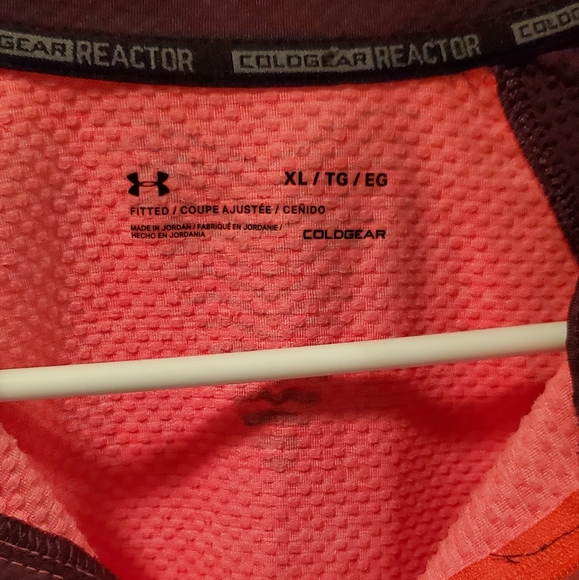 COLDGEAR REACTOR COLDGEAR REACTOR COLDGEAR
XL / TG / EG
FITTED / COUPE AJUSTÉE / CEÑIDO
MADE IN JORDAN / FABRIQUÉ EN JORDANIE /
HECHO EN JORDANIA
COLDGEAR